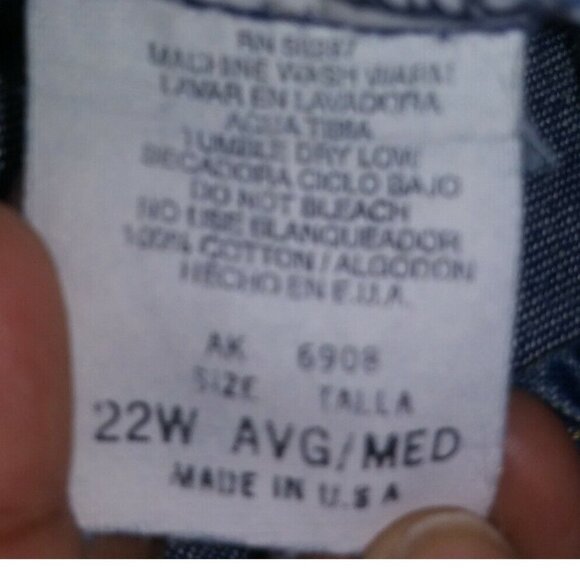 RN
MACHINE WASH WARM
LAVAR EN LAVADORA
AGUA TIBIA
TUMBLE DRY LOW
SECADORA CICLO BAJO
DO NOT BLEACH
NO USE BLANQUEADOR
100% COTTON / ALGODON
HECHO EN E.U.A.
AK 6908
SIZE TALLA
22W AVG/MED
MADE IN U.S A